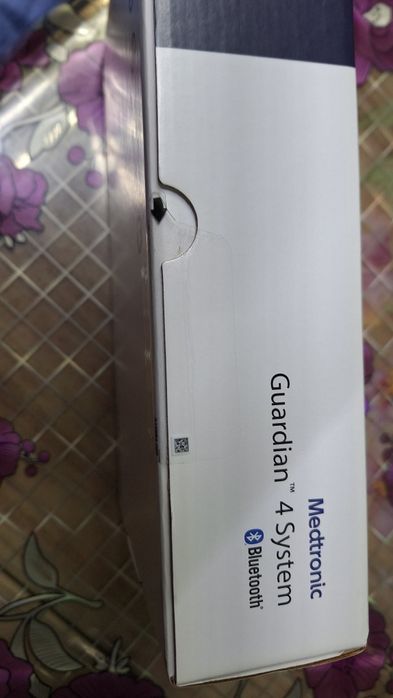 Medtronic
Guardian™ 4 System
Bluetooth®